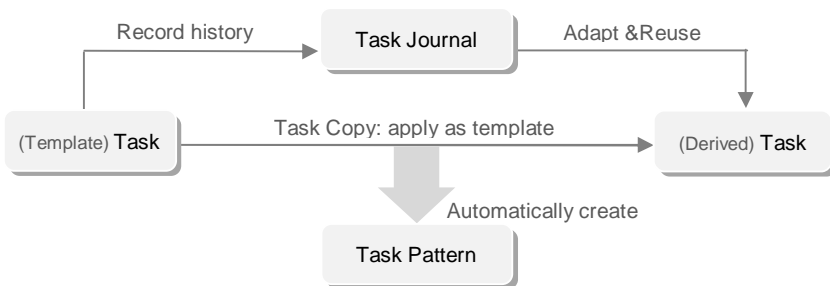 Record history
Task Journal
Adapt &Reuse
(Template) Task
Task Copy: apply as template
(Derived) Task
Automatically create
Task Pattern